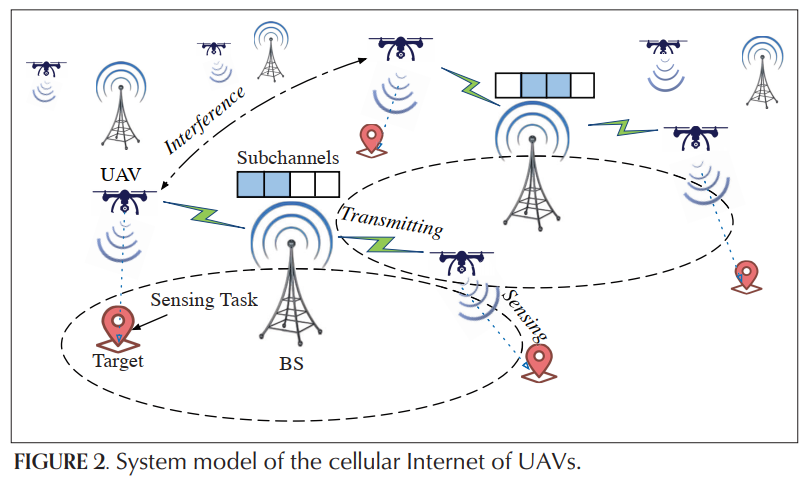 Interference
Subchannels
UAV
Transmitting
Sensing Task
Sensing
Target
BS
FIGURE 2. System model of the cellular Internet of UAVs.